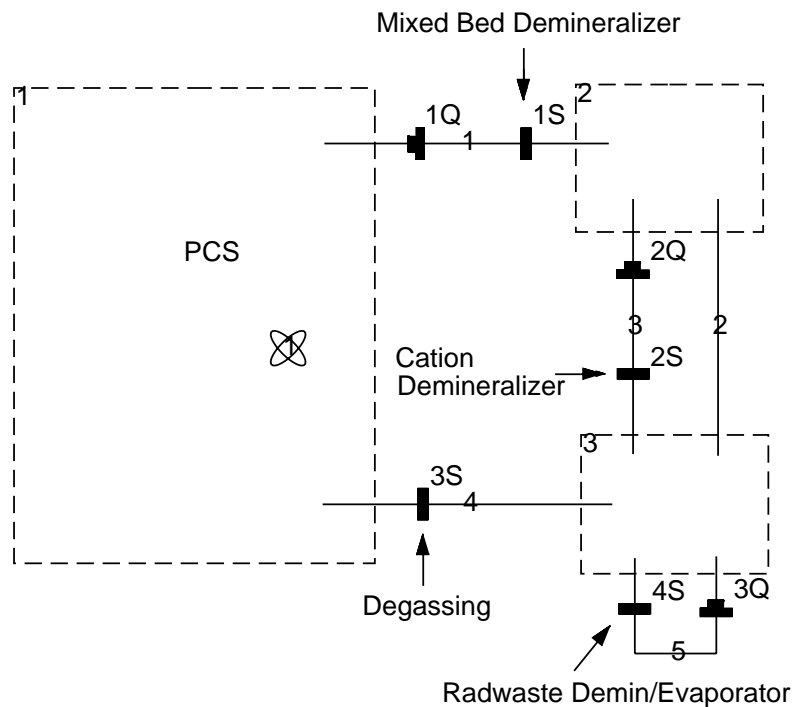 Mixed Bed Demineralizer
1
1Q
1
1S
2
PCS
2Q
1
3
2
Cation
Demineralizer
2S
3
3S
4
Degassing
4S
3Q
5
Radwaste Demin/Evaporator